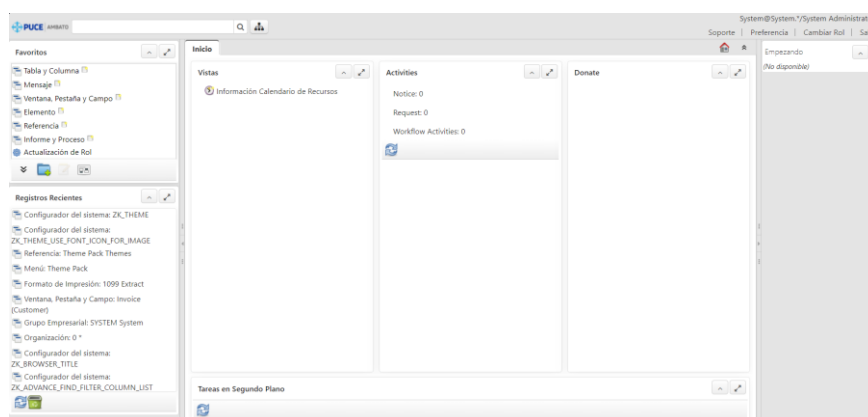 System@System.*/System Administrat
PUCE AMBATO
Soporte | Preferencia | Cambiar Rol | Sa
Favoritos
Tabla y Columna
Mensaje
Ventana, Pestaña y Campo
Elemento
Referencia
Informe y Proceso
Actualización de Rol
Registros Recientes
Configurador del sistema: ZK_THEME
Configurador del sistema:
ZK_THEME_USE_FONT_ICON_FOR_IMAGE
Referencia: Theme Pack Themes
Menú: Theme Pack
Formato de Impresión: 1099 Extract
Ventana, Pestaña y Campo: Invoice
(Customer)
Grupo Empresarial: SYSTEM System
Organización: 0 *
Configurador del sistema:
ZK_BROWSER_TITLE
Configurador del sistema:
ZK_ADVANCE_FIND_FILTER_COLUMN_LIST
Inicio
Vistas
Información Calendario de Recursos
Activities
Notice: 0
Request: 0
Workflow Activities: 0
Donate
Tareas en Segundo Plano
Empezando
(No disponible)